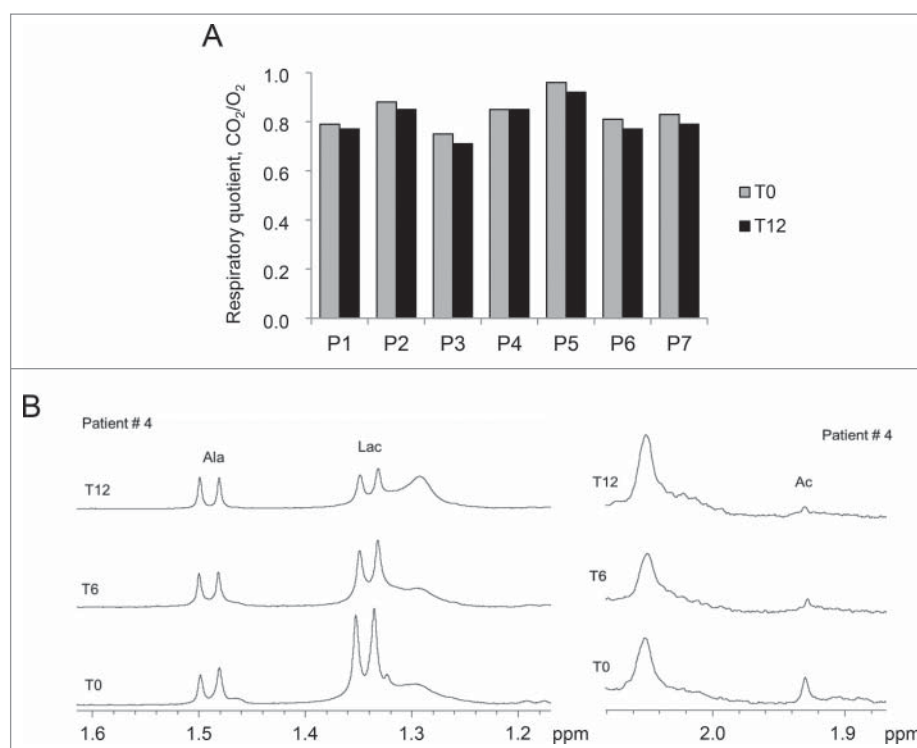 A
Respiratory quotient, CO₂/O₂
1.0
0.8
0.6
0.4
0.2
0.0
P1 P2 P3 P4 P5 P6 P7
T0
T12
B
Patient # 4
Ala
Lac
T12
T6
T0
1.6 1.5 1.4 1.3 1.2 ppm
Patient # 4
Ac
T12
T6
T0
2.0 1.9 ppm